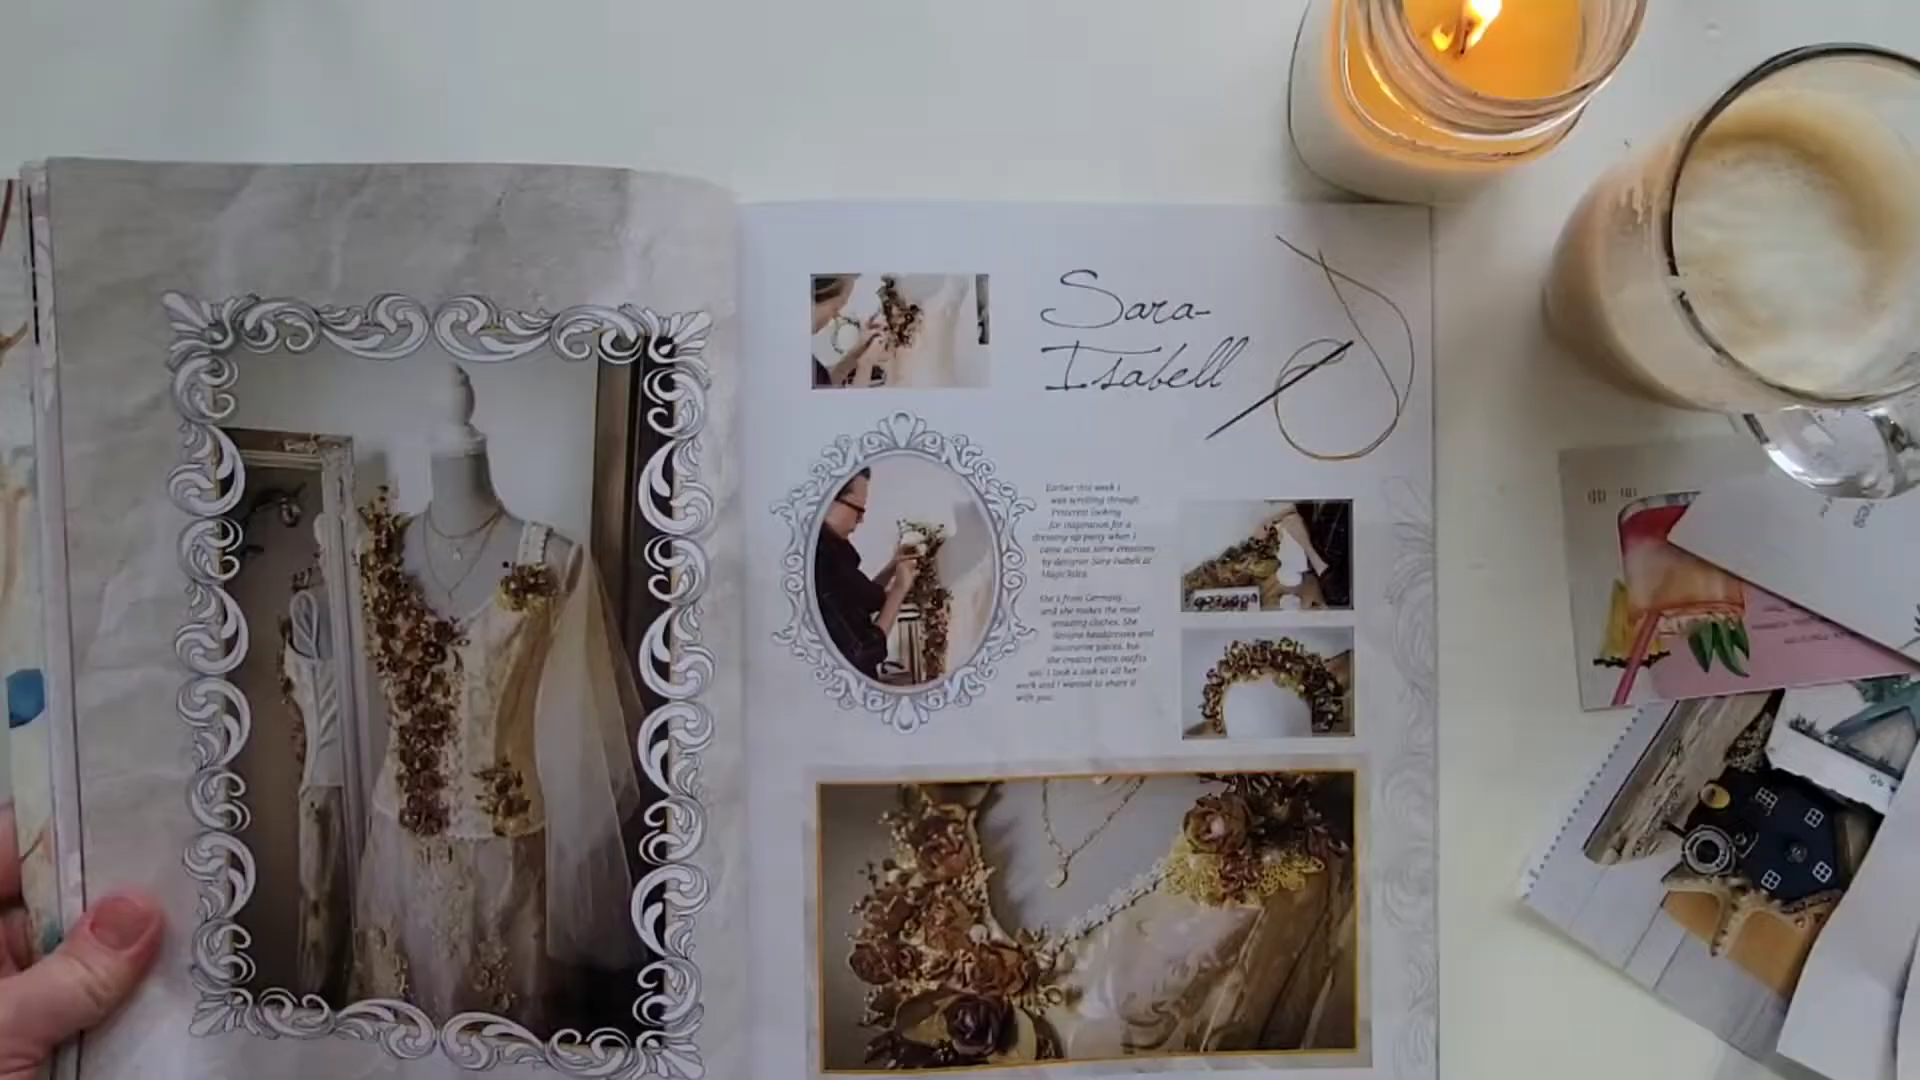 Sara-
Isabell
Earlier this week I
was scrolling through
Pinterest looking
for inspiration for a
dressing-up party when I
came across some creations
by designer Sara-Isabell at
She's from Germany
and she makes the most
amazing clothes. She
designs headdresses and
decorative pieces, but
she creates entire outfits
too. I took a look at all her
work and I wanted to share it
with you.